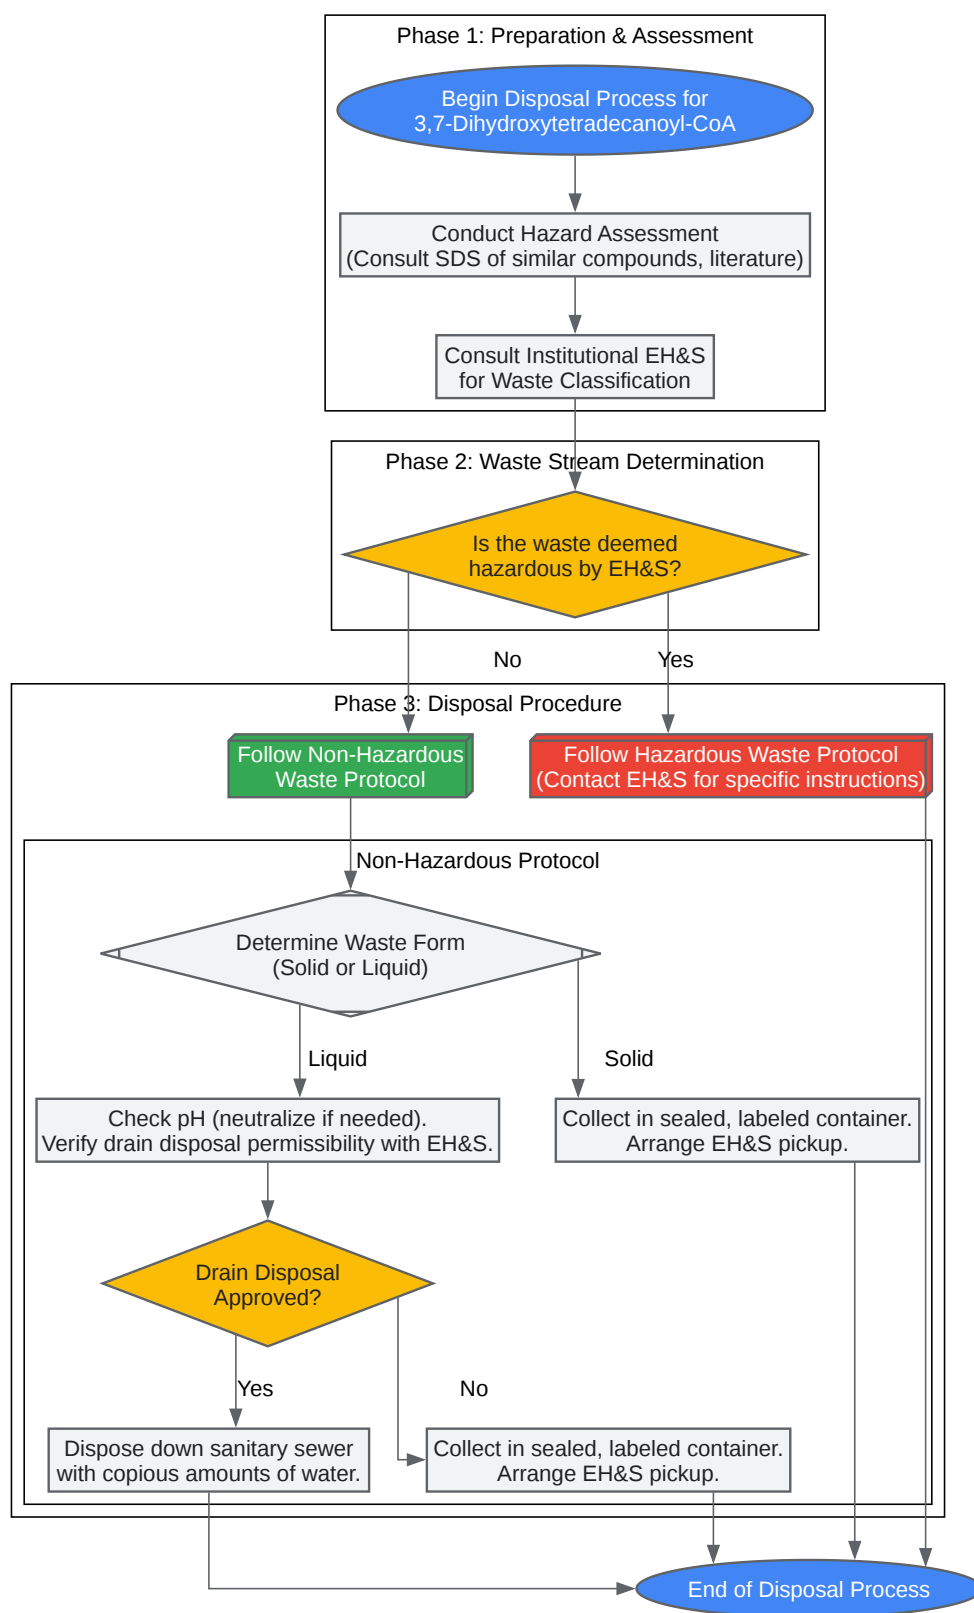 Phase 1: Preparation & Assessment
Begin Disposal Process for
3,7-Dihydroxytetradecanoyl-CoA
Conduct Hazard Assessment
(Consult SDS of similar compounds, literature)
Consult Institutional EH&S
for Waste Classification
Phase 2: Waste Stream Determination
Is the waste deemed
hazardous by EH&S?
No
Yes
Phase 3: Disposal Procedure
Follow Non-Hazardous
Waste Protocol
Follow Hazardous Waste Protocol
(Contact EH&S for specific instructions)
Non-Hazardous Protocol
Determine Waste Form
(Solid or Liquid)
Liquid
Solid
Check pH (neutralize if needed).
Verify drain disposal permissibility with EH&S.
Collect in sealed, labeled container.
Arrange EH&S pickup.
Drain Disposal
Approved?
Yes
No
Dispose down sanitary sewer
with copious amounts of water.
Collect in sealed, labeled container.
Arrange EH&S pickup.
End of Disposal Process